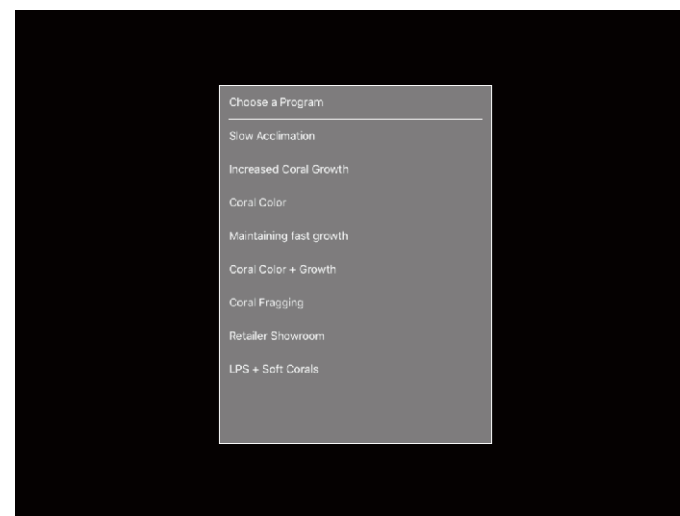 Choose a Program
Slow Acclimation
Increased Coral Growth
Coral Color
Maintaining fast growth
Coral Color + Growth
Coral Fragging
Retailer Showroom
LPS + Soft Corals